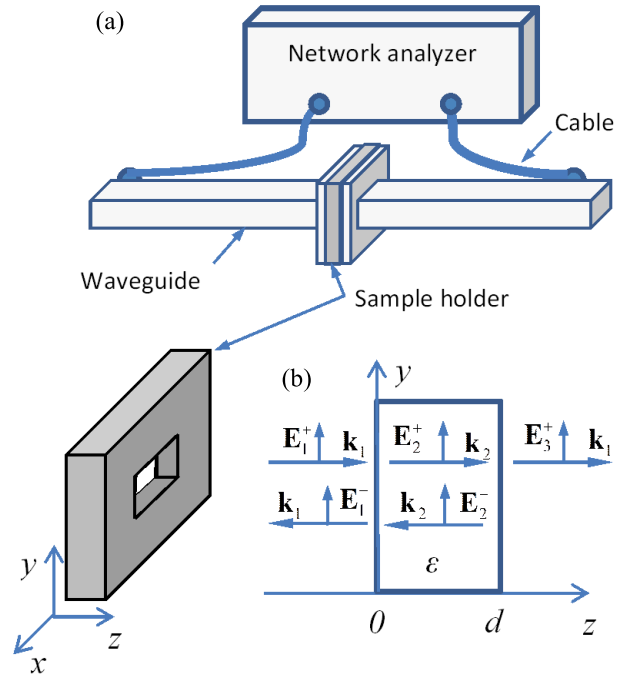 (a)
Network analyzer
Cable
Waveguide
Sample holder
(b)
y
E₁⁺ k₁ E₂⁺ k₂ E₃⁺ k₁
k₁ E₁⁻ k₂ E₂⁻
ε
y
z
x
0 d z